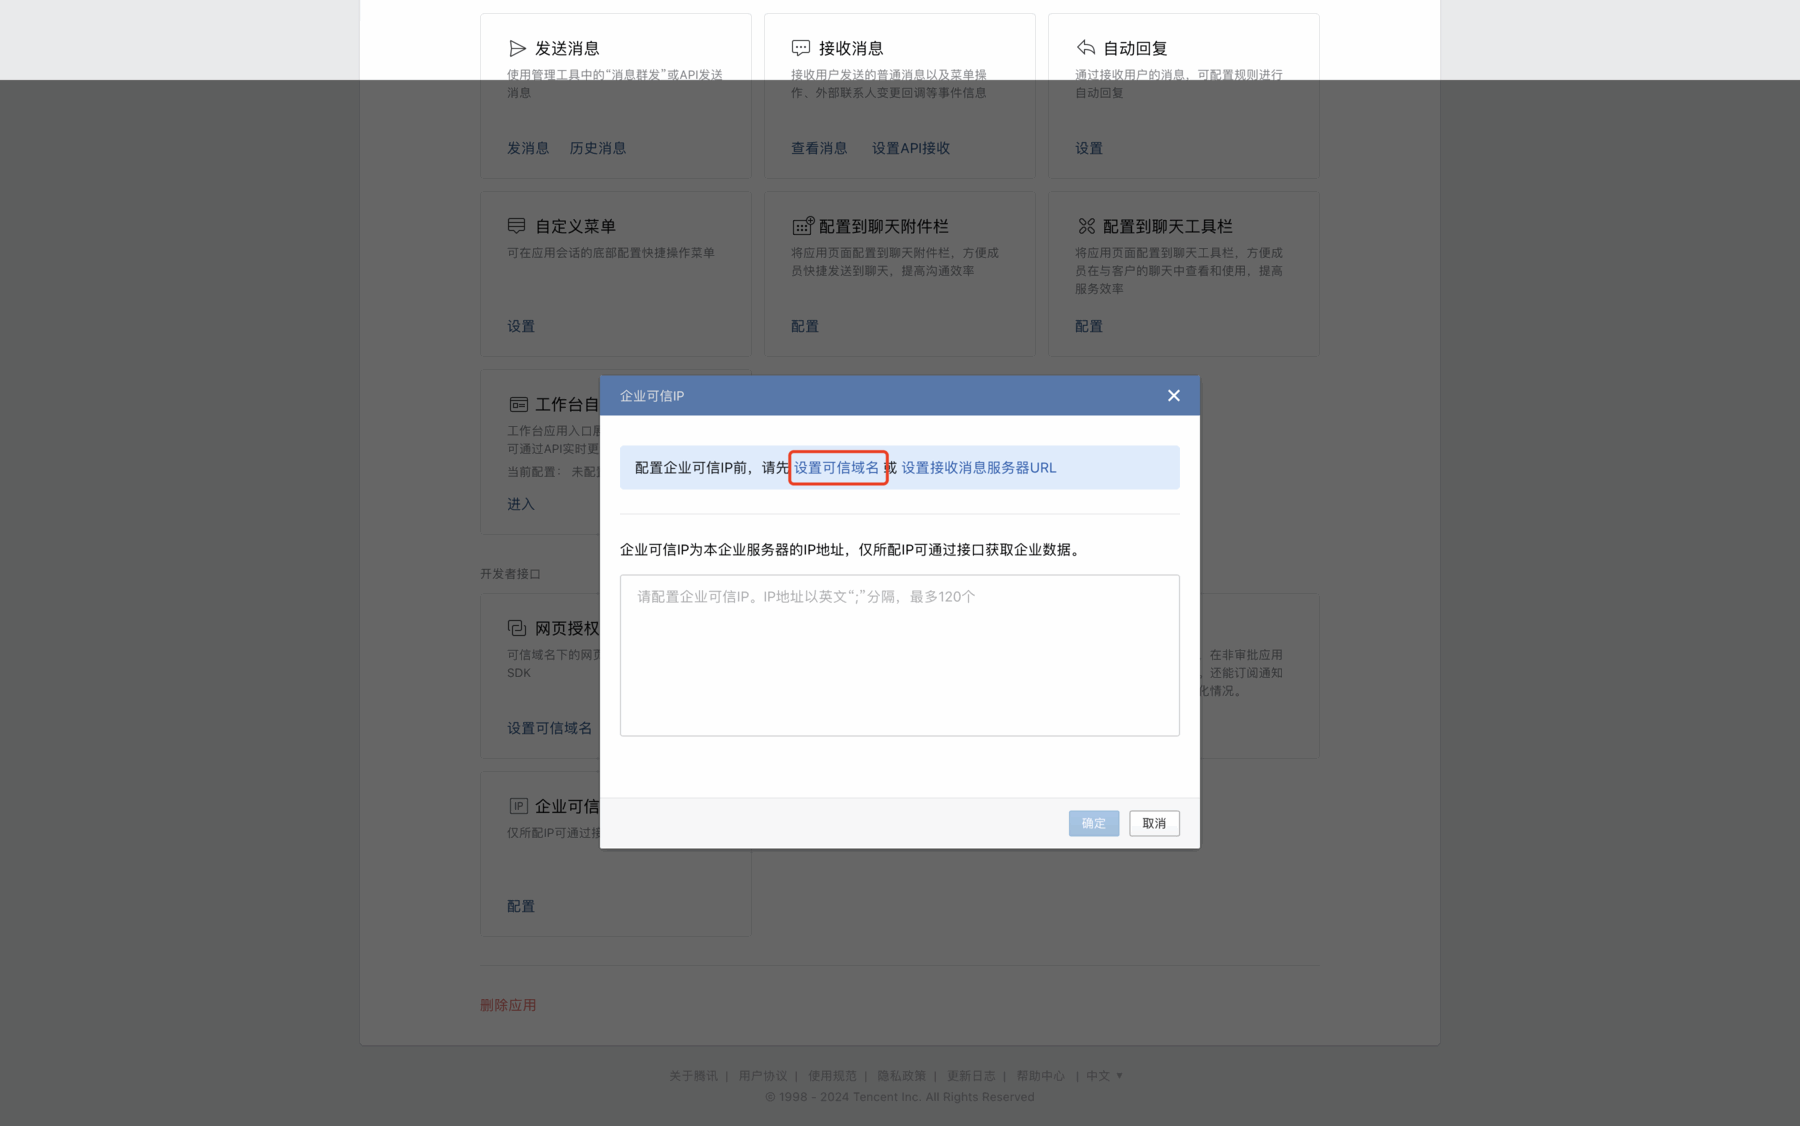 发送消息
使用管理工具中的“消息群发”或API发送
消息
发消息 历史消息
接收消息
接收用户发送的普通消息以及菜单操
作、外部联系人变更回调等事件信息
查看消息 设置API接收
自动回复
通过接收用户的消息，可配置规则进行
自动回复
设置
自定义菜单
可在应用会话的底部配置快捷操作菜单
设置
配置到聊天附件栏
将应用页面配置到聊天附件栏，方便成
员快捷发送到聊天，提高沟通效率
配置
配置到聊天工具栏
将应用页面配置到聊天工具栏，方便成
员在与客户的聊天中查看和使用，提高
服务效率
配置
工作台自
工作台应用入口
可通过API实时更
当前配置： 未配
进入
企业可信IP
配置企业可信IP前，请先 设置可信域名 或 设置接收消息服务器URL
企业可信IP为本企业服务器的IP地址，仅所配IP可通过接口获取企业数据。
请配置企业可信IP。IP地址以英文“;”分隔，最多120个
确定 取消
开发者接口
网页授权
可信域名下的网页
SDK
设置可信域名
，在非审批应用
，还能订阅通知
化情况。
IP 企业可信
仅所配IP可通过接
配置
删除应用
关于腾讯 | 用户协议 | 使用规范 | 隐私政策 | 更新日志 | 帮助中心 | 中文 ▼
© 1998 - 2024 Tencent Inc. All Rights Reserved